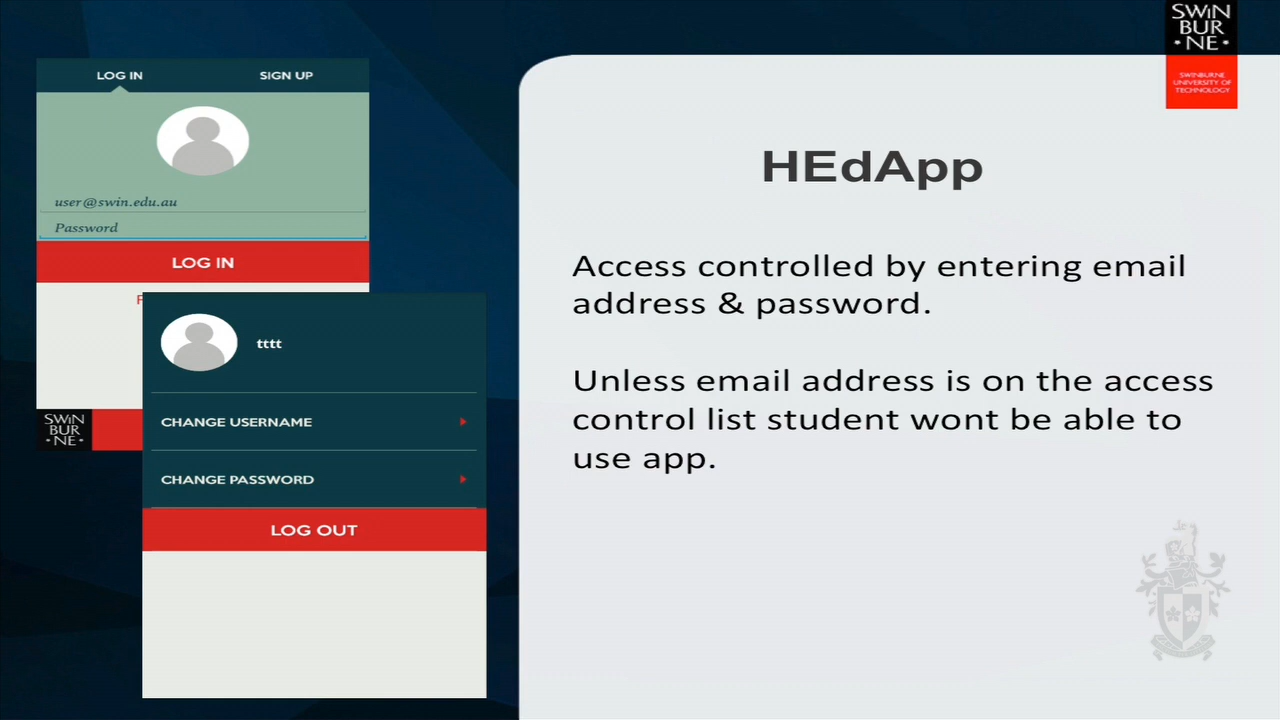 SWIN
BUR
• NE •
SWINBURNE
UNIVERSITY OF
TECHNOLOGY
LOG IN
SIGN UP
user@swin.edu.au
Password
LOG IN
tttt
CHANGE USERNAME
CHANGE PASSWORD
LOG OUT
SWIN
BUR
• NE •
HEdApp
Access controlled by entering email
address & password.
Unless email address is on the access
control list student wont be able to
use app.